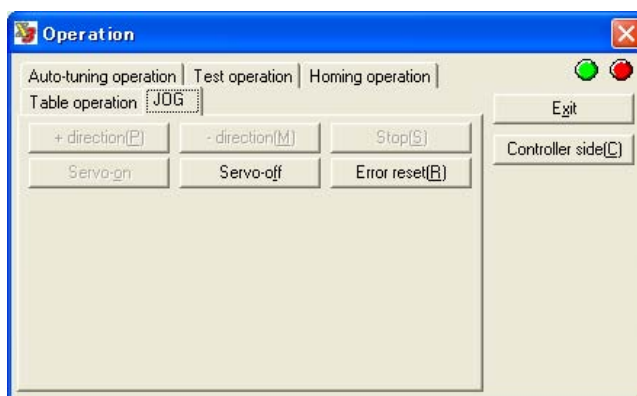 Operation
Auto-tuning operation Test operation Homing operation
Table operation JOG
Exit
+ direction(P) - direction(M) Stop(S)
Controller side(C)
Servo-on Servo-off Error reset(R)